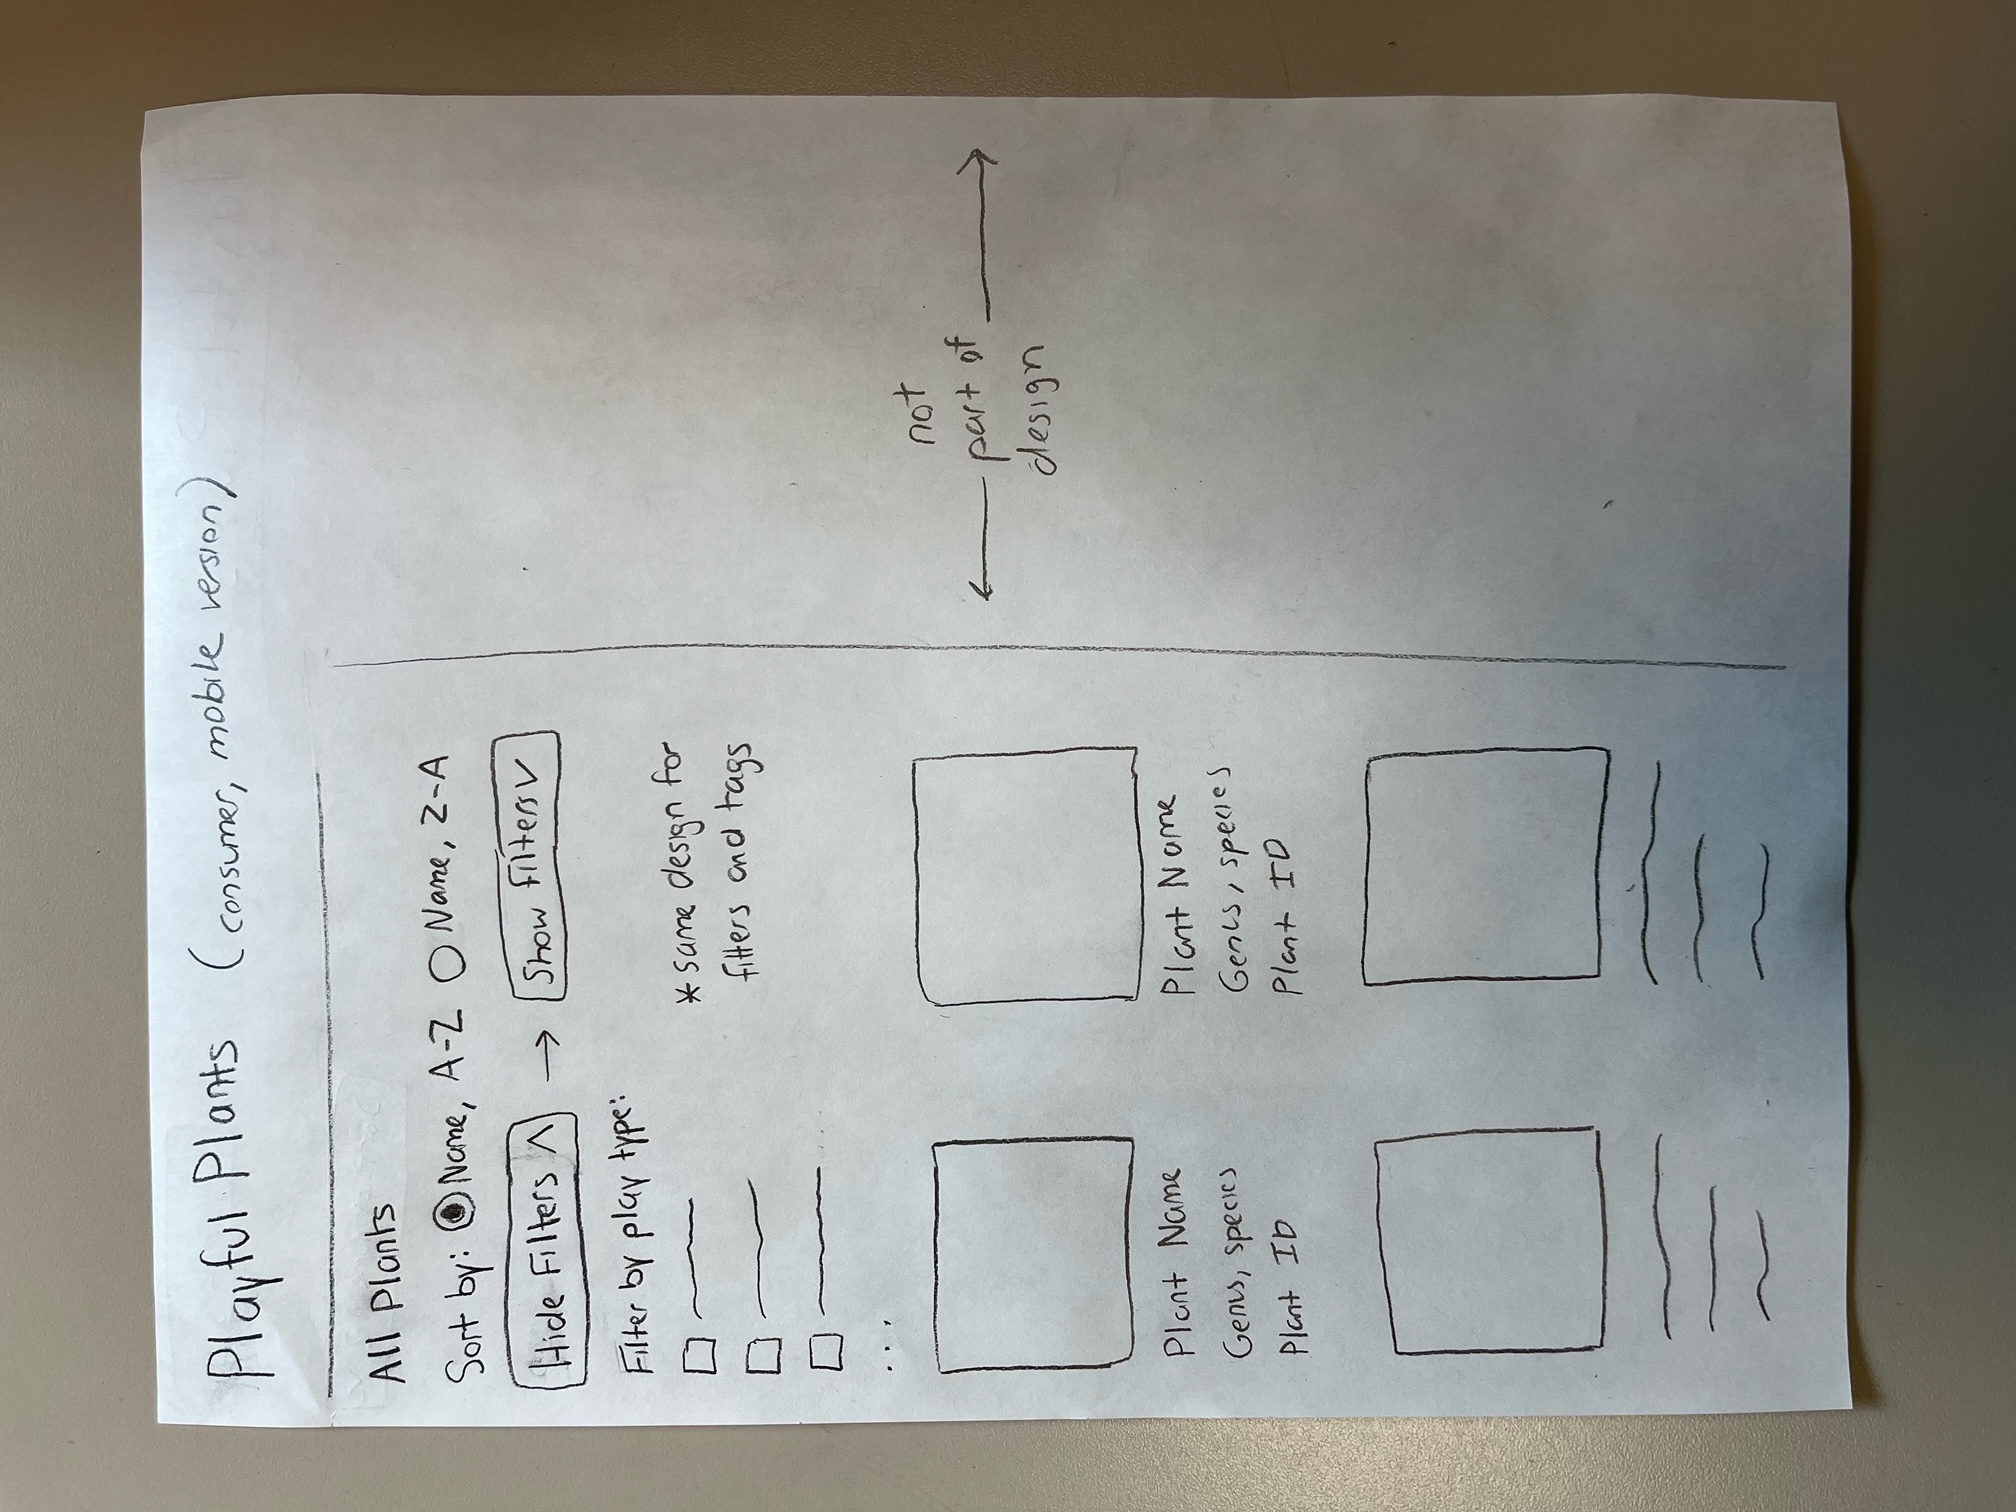 Playful Plants (consumer, mobile version)
All Plants
Sort by: Name, A-Z Name, Z-A
Hide Filters ∧ → Show Filters ∨
Filter by play type:
* same design for
filters and tags
...
not
part of
design
Plant Name Plant Name
Genus, species Genus, species
Plant ID Plant ID